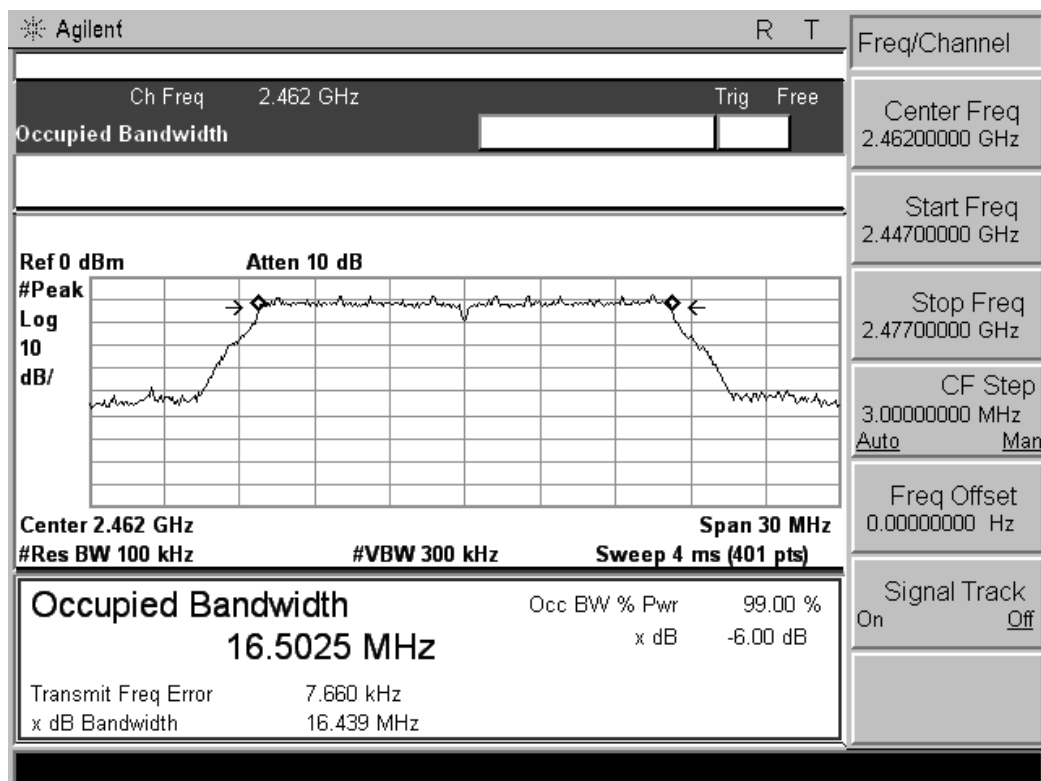 Agilent
R T
Freq/Channel
Ch Freq 2.462 GHz
Trig Free
Occupied Bandwidth
Center Freq
2.46200000 GHz
Start Freq
2.44700000 GHz
Stop Freq
2.47700000 GHz
CF Step
3.00000000 MHz
Auto Man
Freq Offset
0.00000000 Hz
Signal Track
On Off
Ref 0 dBm
Atten 10 dB
#Peak
Log
10
dB/
Center 2.462 GHz
Span 30 MHz
#Res BW 100 kHz
#VBW 300 kHz
Sweep 4 ms (401 pts)
Occupied Bandwidth
16.5025 MHz
Occ BW % Pwr 99.00 %
x dB -6.00 dB
Transmit Freq Error 7.660 kHz
x dB Bandwidth 16.439 MHz